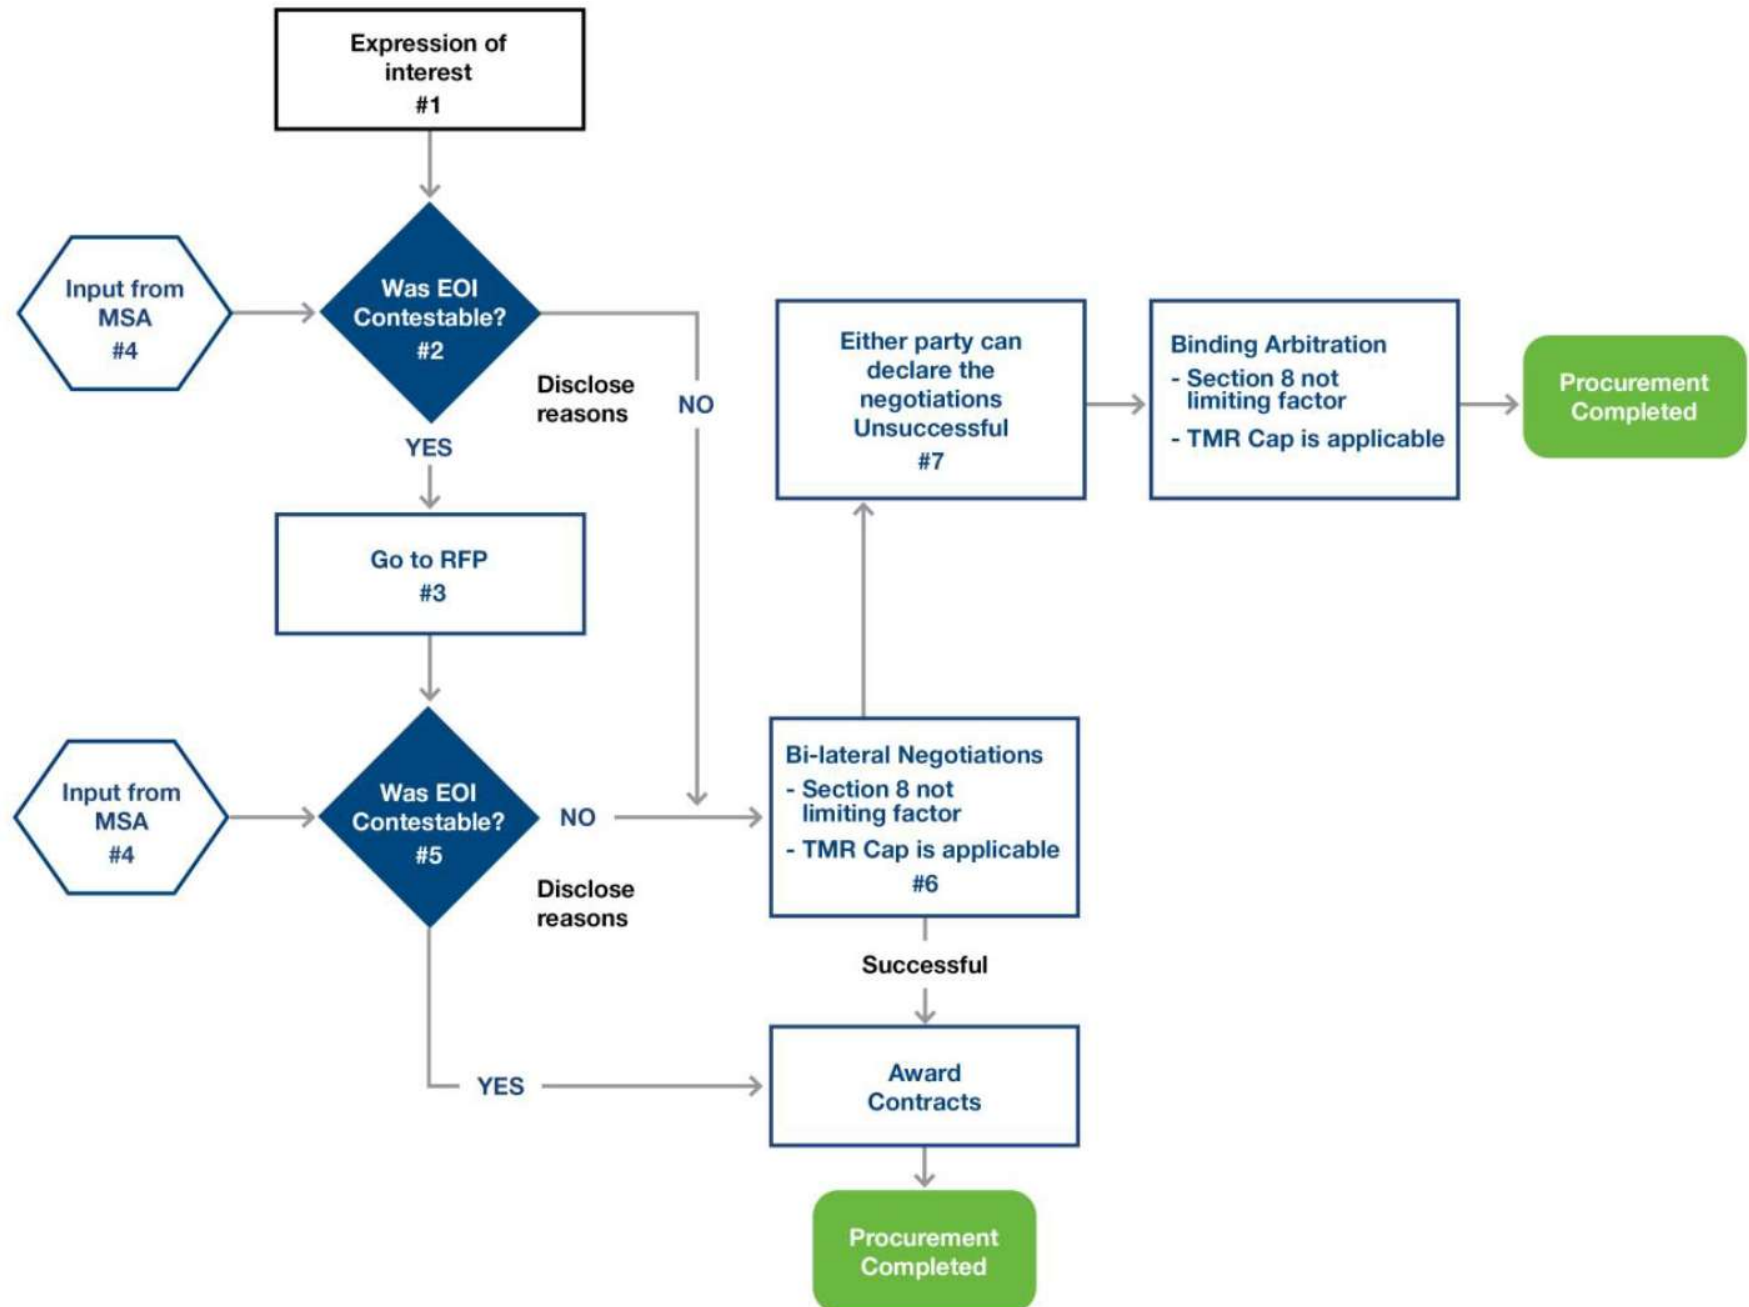 Expression of
interest
#1
Input from
MSA
#4
Was EOI
Contestable?
#2
Disclose
reasons
NO
YES
Go to RFP
#3
Input from
MSA
#4
Was EOI
Contestable?
#5
NO
Disclose
reasons
YES
Either party can
declare the
negotiations
Unsuccessful
#7
Binding Arbitration
- Section 8 not
limiting factor
- TMR Cap is applicable
Procurement
Completed
Bi-lateral Negotiations
- Section 8 not
limiting factor
- TMR Cap is applicable
#6
Successful
Award
Contracts
Procurement
Completed